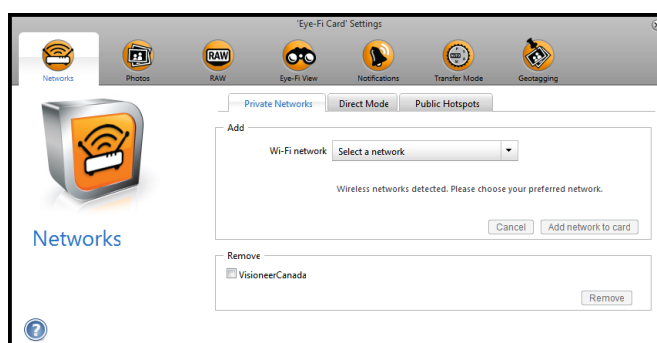 'Eye-Fi Card' Settings
Networks
Photos
RAW
RAW
Eye-Fi View
Notifications
Transfer Mode
Geotagging
Private Networks Direct Mode Public Hotspots
Add
Wi-Fi network Select a network
Wireless networks detected. Please choose your preferred network.
Cancel Add network to card
Networks
Remove
VisioneerCanada
Remove
?